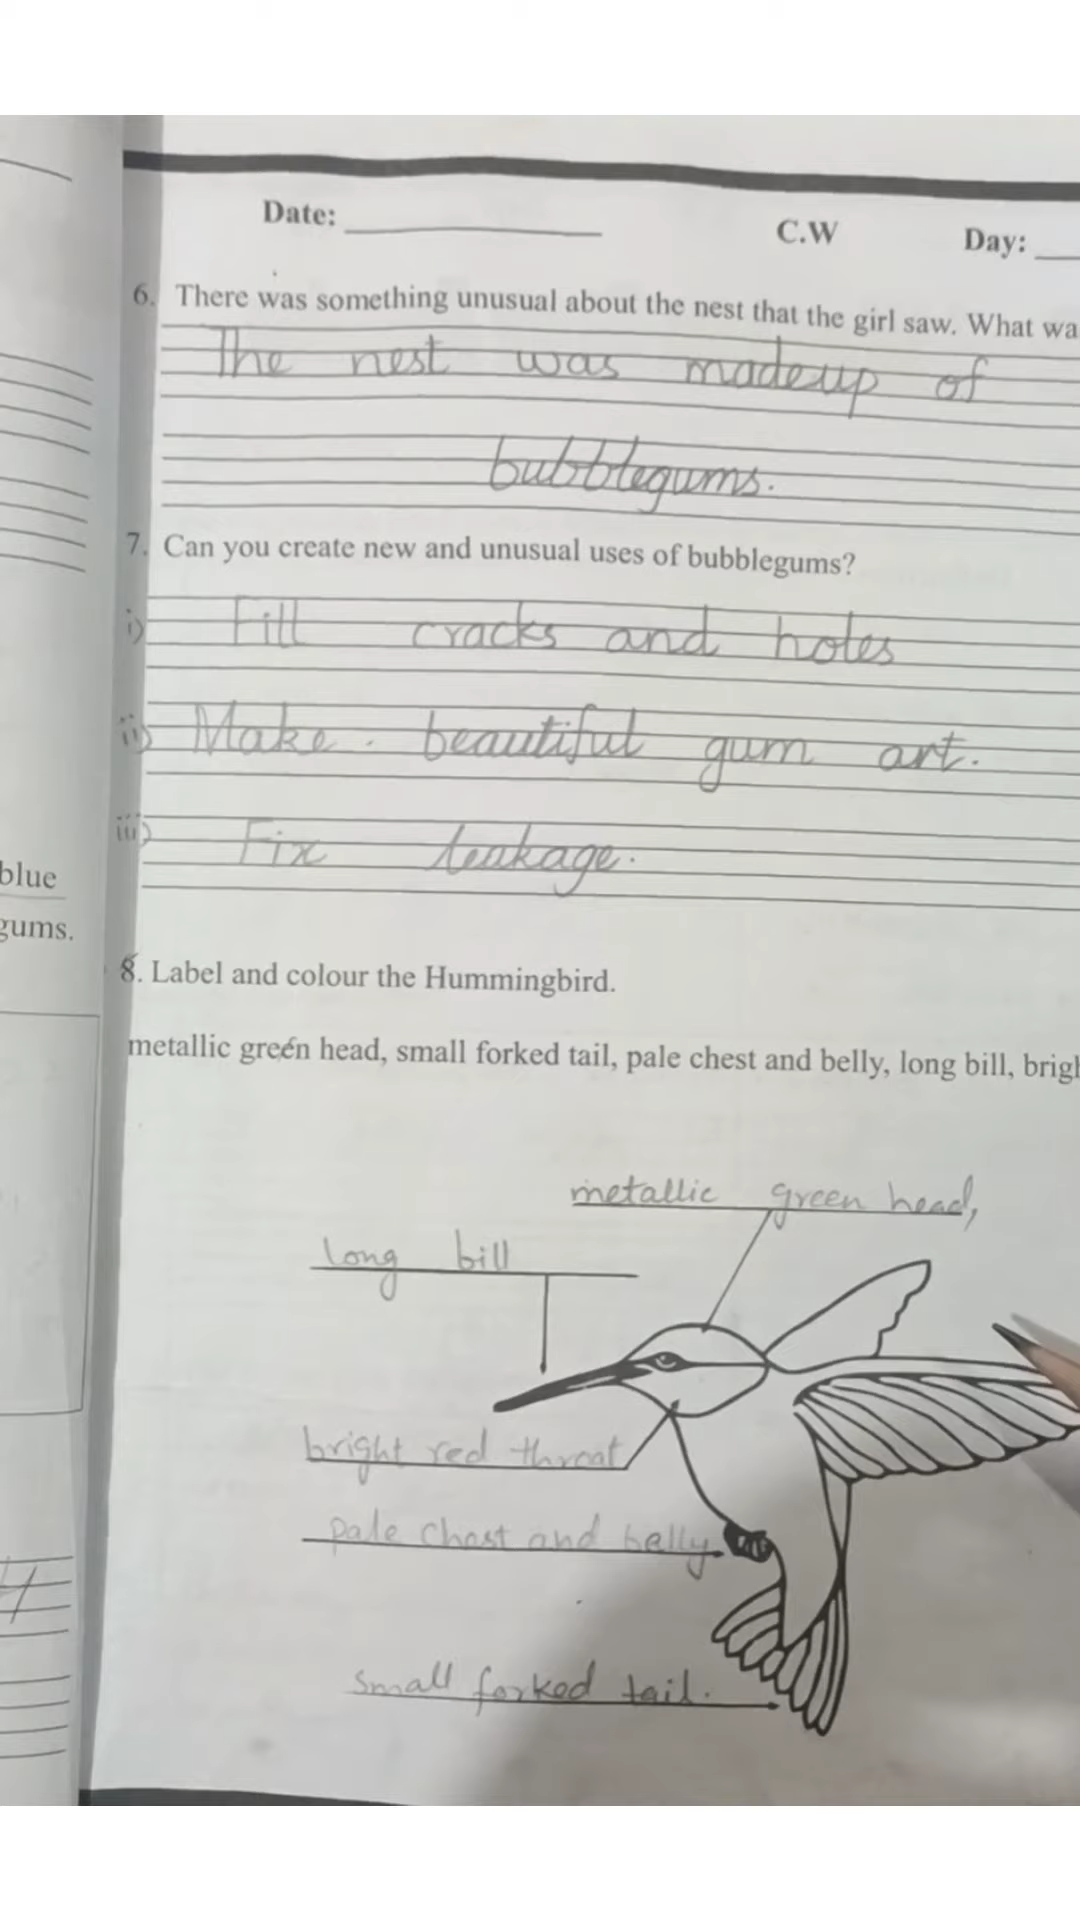 Date:
C.W
Day:
6. There was something unusual about the nest that the girl saw. What wa
The nest was madeup of
bubblegums.
7. Can you create new and unusual uses of bubblegums?
i) Fill cracks and holes
ii) Make beautiful gum art.
iii) Fix leakage.
blue
gums.
8. Label and colour the Hummingbird.
metallic green head, small forked tail, pale chest and belly, long bill, brigh
metallic green head,
long bill
bright red throat
pale chest and belly
small forked tail.